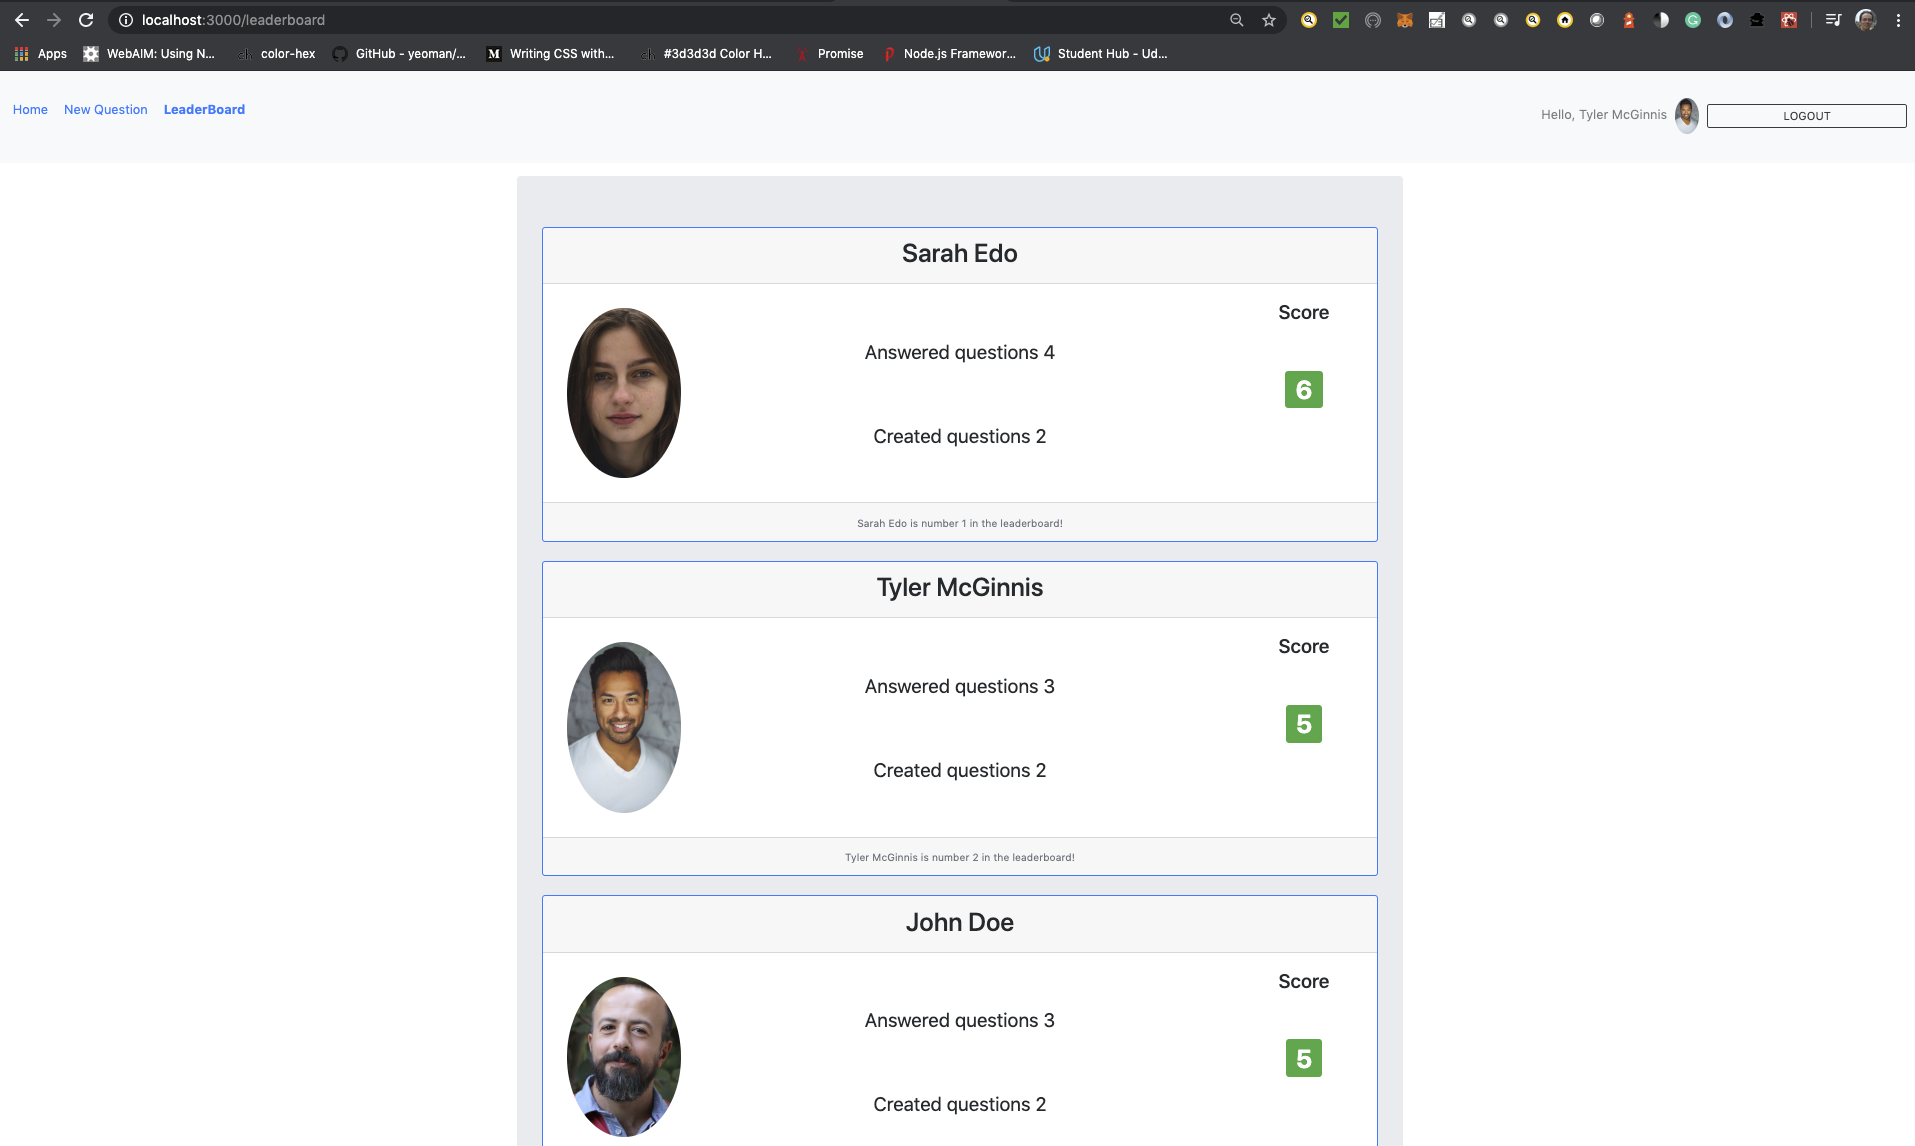 localhost:3000/leaderboard
Apps WebAIM: Using N... color-hex GitHub - yeoman/... Writing CSS with... #3d3d3d Color H... Promise Node.js Framewor... Student Hub - Ud...
Home New Question LeaderBoard Hello, Tyler McGinnis LOGOUT
Sarah Edo
Score
Answered questions 4
6
Created questions 2
Sarah Edo is number 1 in the leaderboard!
Tyler McGinnis
Score
Answered questions 3
5
Created questions 2
Tyler McGinnis is number 2 in the leaderboard!
John Doe
Score
Answered questions 3
5
Created questions 2